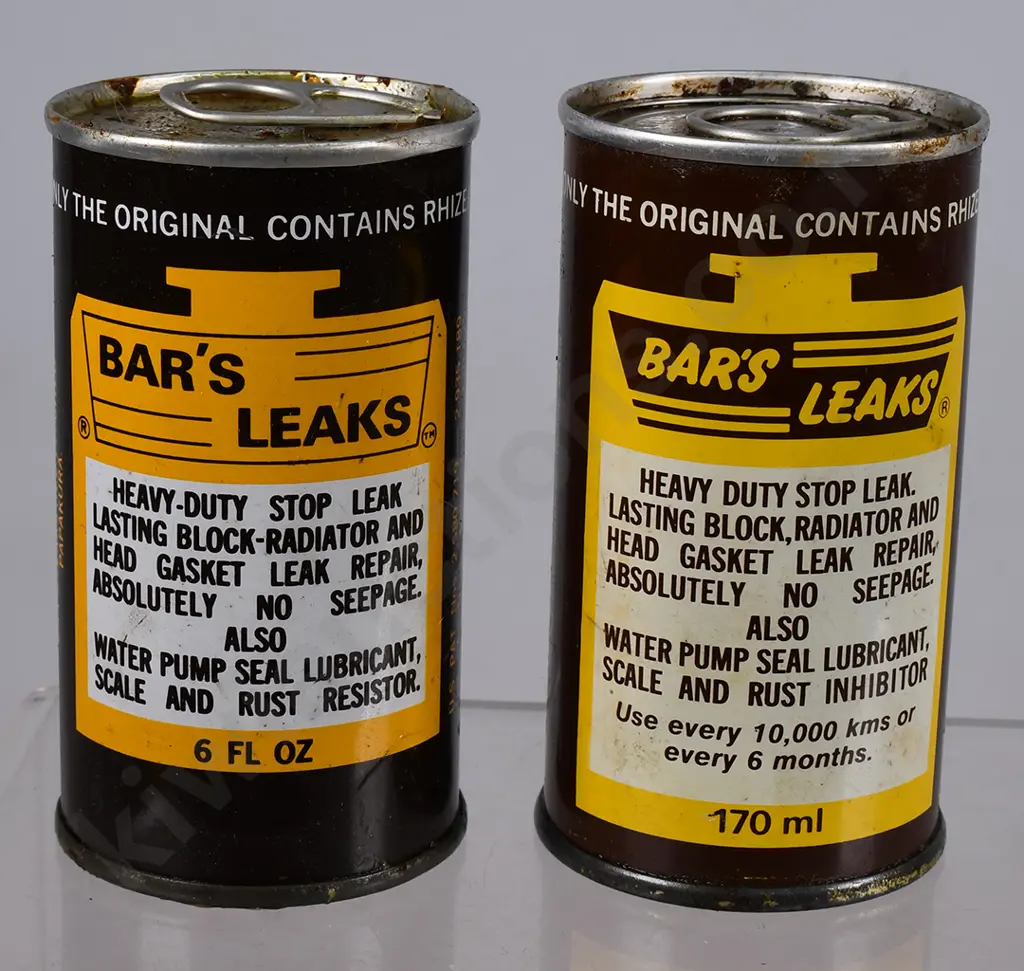 NLY THE ORIGINAL CONTAINS RHIZE
BAR'S
LEAKS
®
™
HEAVY-DUTY STOP LEAK
LASTING BLOCK-RADIATOR AND
HEAD GASKET LEAK REPAIR,
ABSOLUTELY NO SEEPAGE.
ALSO
WATER PUMP SEAL LUBRICANT,
SCALE AND RUST RESISTOR.
6 FL OZ
PAPAKURA
NLY THE ORIGINAL CONTAINS RHIZE
BAR'S
LEAKS
®
HEAVY DUTY STOP LEAK.
LASTING BLOCK, RADIATOR AND
HEAD GASKET LEAK REPAIR,
ABSOLUTELY NO SEEPAGE.
ALSO
WATER PUMP SEAL LUBRICANT,
SCALE AND RUST INHIBITOR
Use every 10,000 kms or
every 6 months.
170 ml